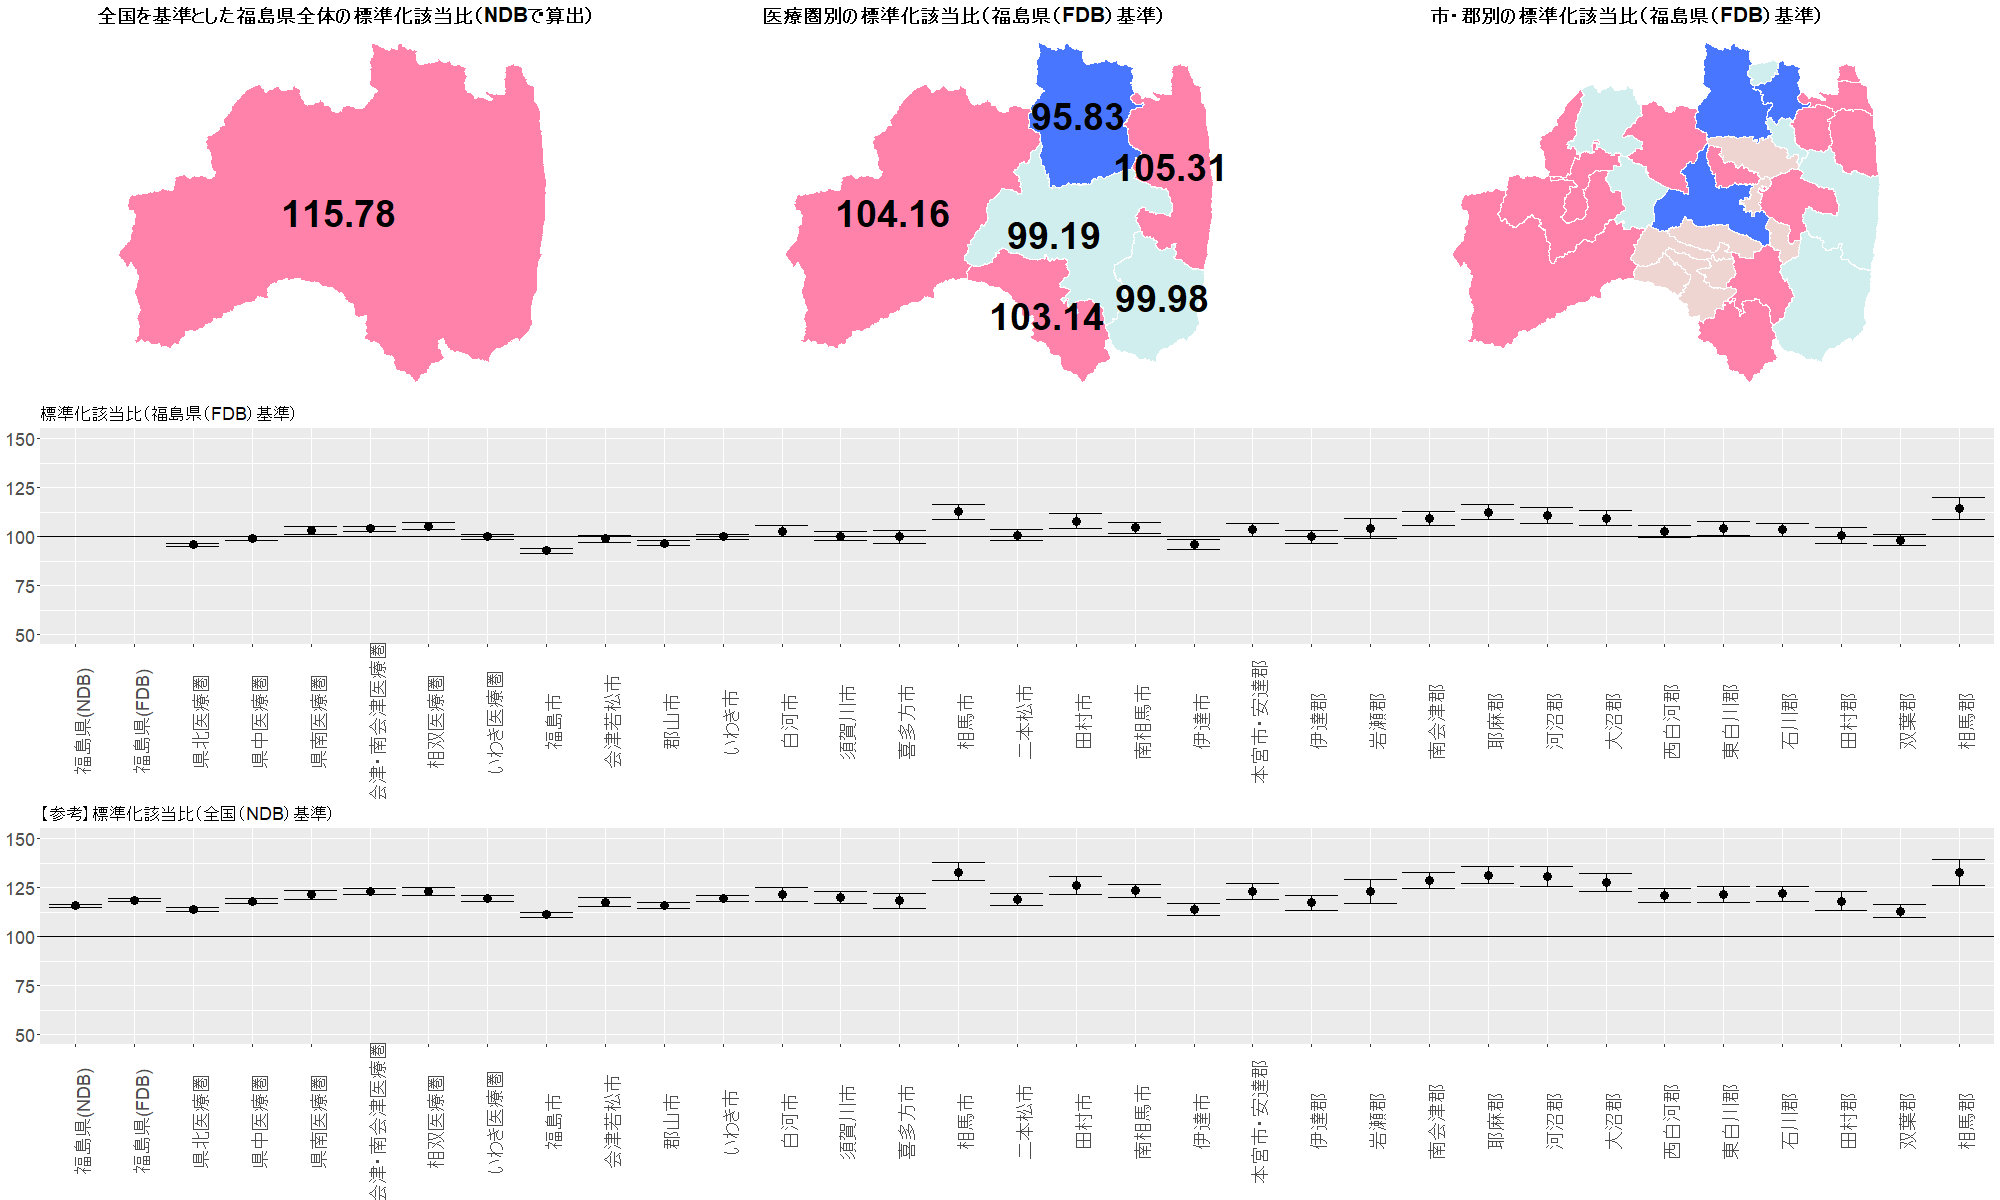 全国を基準とした福島県全体の標準化該当比（NDBで算出）
医療圏別の標準化該当比（福島県（FDB）基準）
市・郡別の標準化該当比（福島県（FDB）基準）
115.78
95.83
105.31
104.16
99.19
99.98
103.14
標準化該当比（福島県（FDB）基準）
150
125
100
75
50
福島県(NDB)
福島県(FDB)
県北医療圏
県中医療圏
県南医療圏
会津・南会津医療圏
相双医療圏
いわき医療圏
福島市
会津若松市
郡山市
いわき市
白河市
須賀川市
喜多方市
相馬市
二本松市
田村市
南相馬市
伊達市
本宮市・安達郡
伊達郡
岩瀬郡
南会津郡
耶麻郡
河沼郡
大沼郡
西白河郡
東白川郡
石川郡
田村郡
双葉郡
相馬郡
【参考】標準化該当比（全国（NDB）基準）
150
125
100
75
50
福島県(NDB)
福島県(FDB)
県北医療圏
県中医療圏
県南医療圏
会津・南会津医療圏
相双医療圏
いわき医療圏
福島市
会津若松市
郡山市
いわき市
白河市
須賀川市
喜多方市
相馬市
二本松市
田村市
南相馬市
伊達市
本宮市・安達郡
伊達郡
岩瀬郡
南会津郡
耶麻郡
河沼郡
大沼郡
西白河郡
東白川郡
石川郡
田村郡
双葉郡
相馬郡